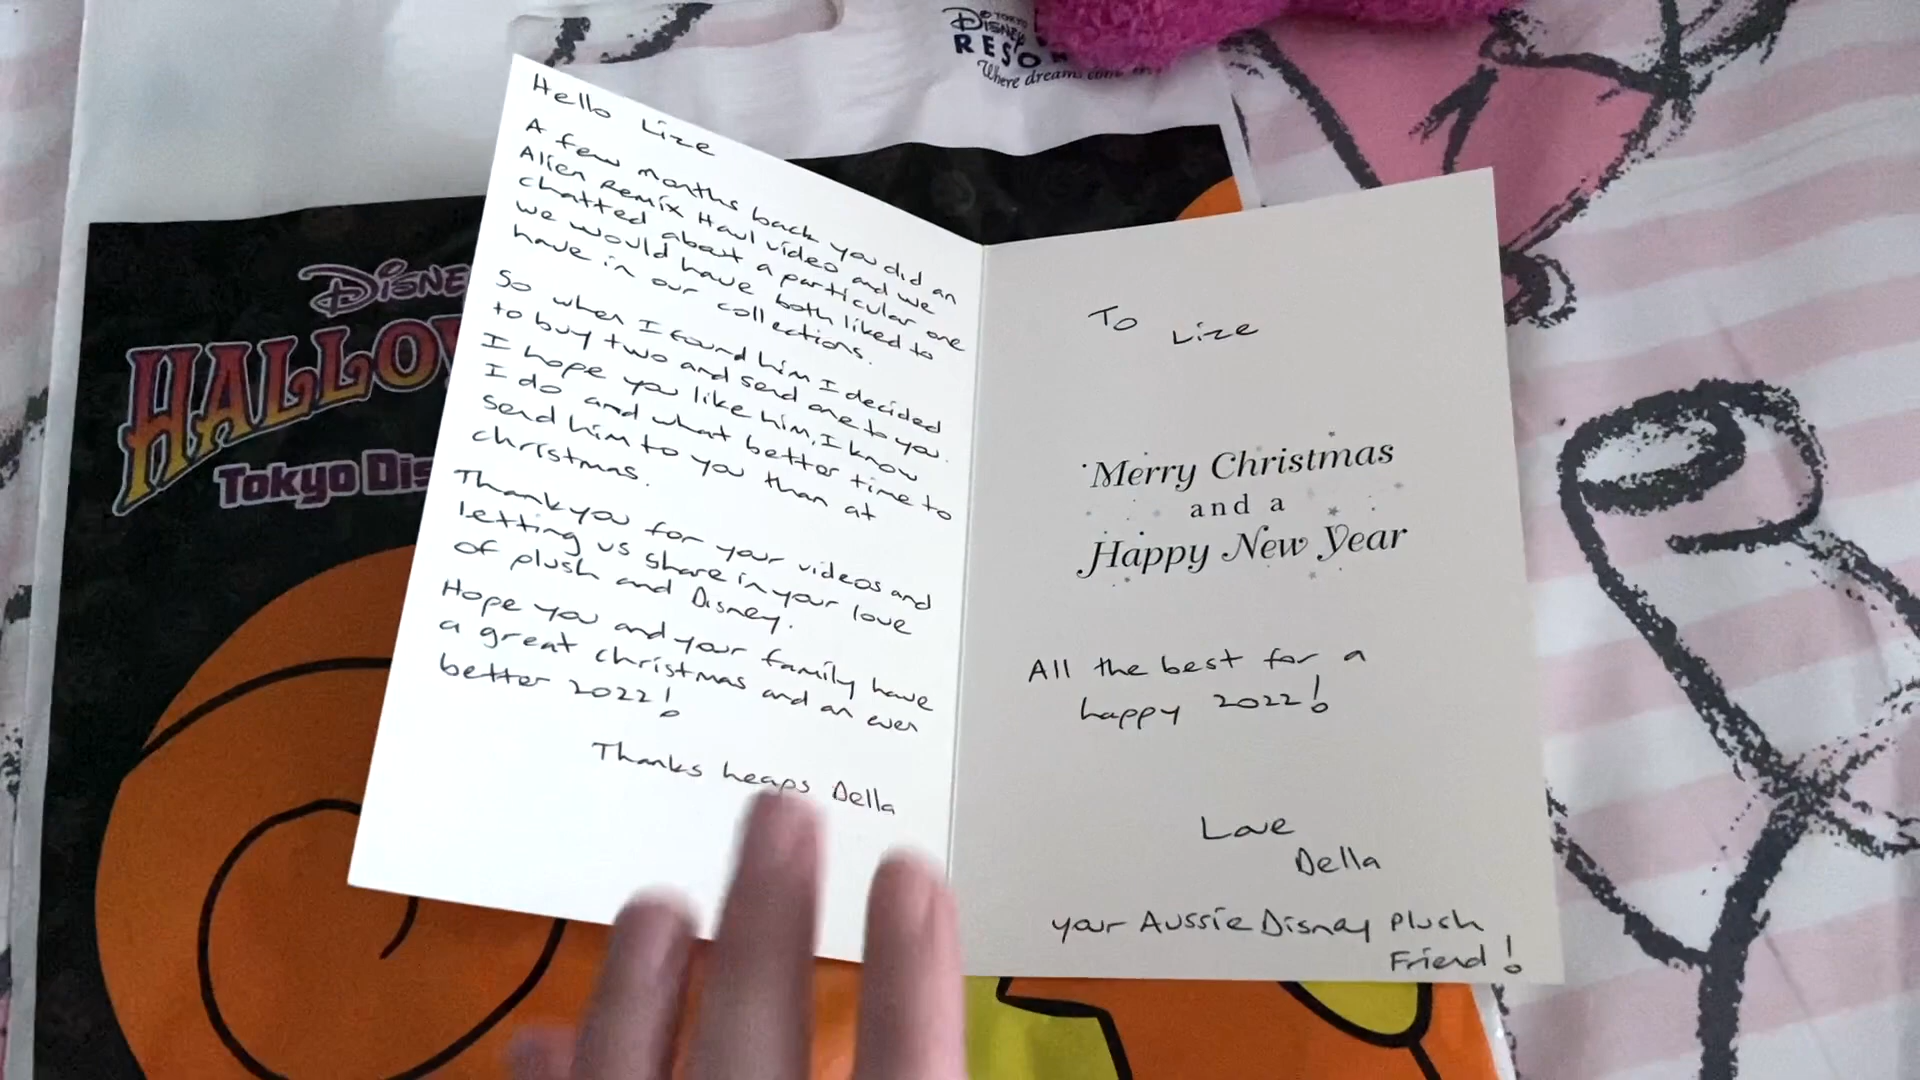 © TOKYO
DISNEY
RESO
Where dreams come
DISNE
HALLO
TOKYO DIS
Hello Lize
A few months back you did an
Alien Remix Haul video and we
chatted about a particular one
we would have both liked to
have in our collections.
So when I found him I decided
to buy two and send one to you.
I hope you like him, I know
I do and what better time to
send him to you than at
christmas.
Thankyou for your videos and
letting us share in your love
of plush and Disney.
Hope you and your family have
a great christmas and an even
better 2022!
Thanks heaps Della
To Lize
Merry Christmas
and a
Happy New Year
All the best for a
happy 2022!
Love
Della
your Aussie Disney Plush
Friend!